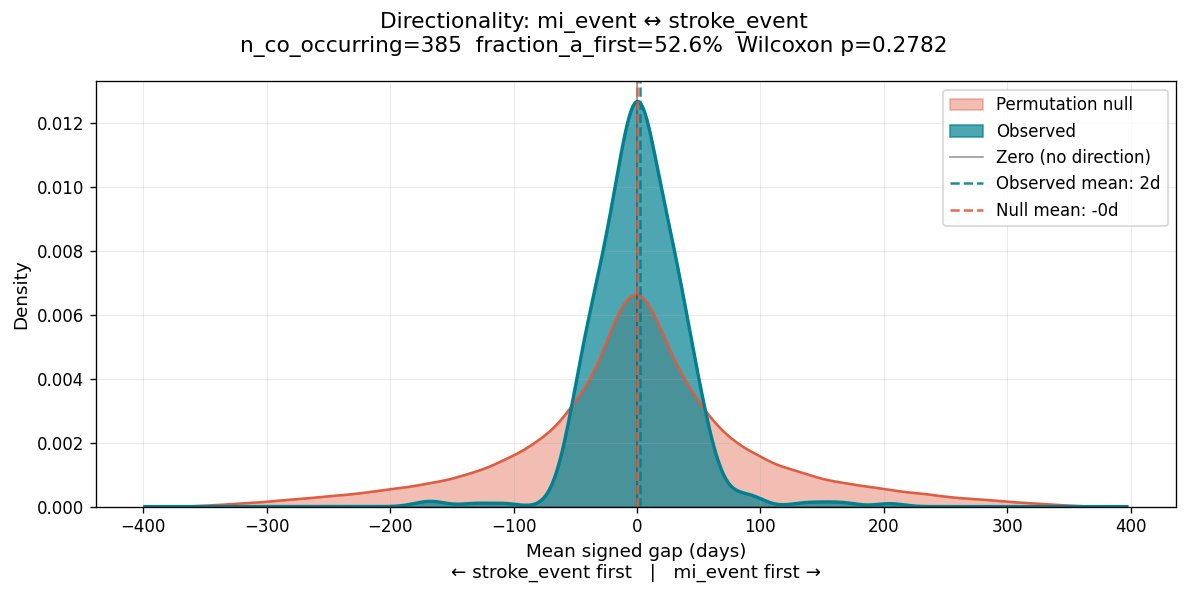 Directionality: mi_event ↔ stroke_event
n_co_occurring=385  fraction_a_first=52.6%  Wilcoxon p=0.2782
Permutation null
Observed
Zero (no direction)
Observed mean: 2d
Null mean: -0d
Density
0.012
0.010
0.008
0.006
0.004
0.002
0.000
−400
−300
−200
−100
0
100
200
300
400
Mean signed gap (days)
← stroke_event first   |   mi_event first →